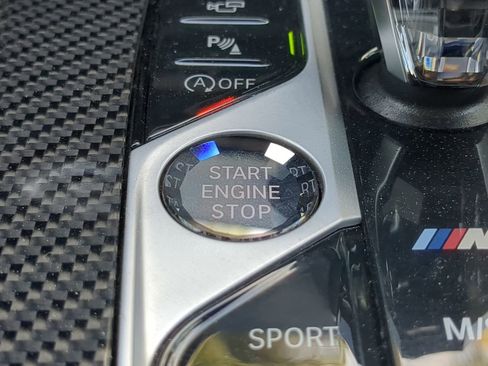 P
A OFF
START
ENGINE
STOP
M
SPORT